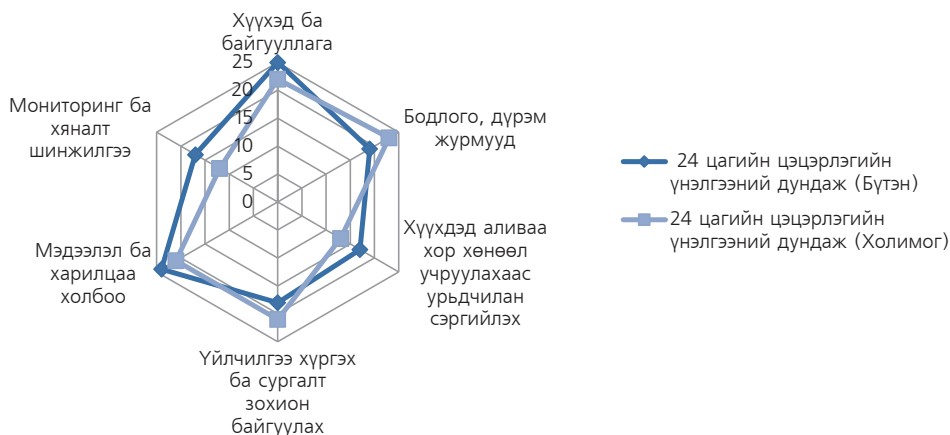 Хүүхэд ба
байгууллага
25
20
15
10
5
0
Бодлого, дүрэм
журмууд
Хүүхдэд аливаа
хор хөнөөл
учруулахаас
урьдчилан
сэргийлэх
Үйлчилгээ хүргэх
ба сургалт
зохион
байгуулах
Мэдээлэл ба
харилцаа
холбоо
Мониторинг ба
хяналт
шинжилгээ
24 цагийн цэцэрлэгийн
үнэлгээний дундаж (Бүтэн)
24 цагийн цэцэрлэгийн
үнэлгээний дундаж (Холимог)